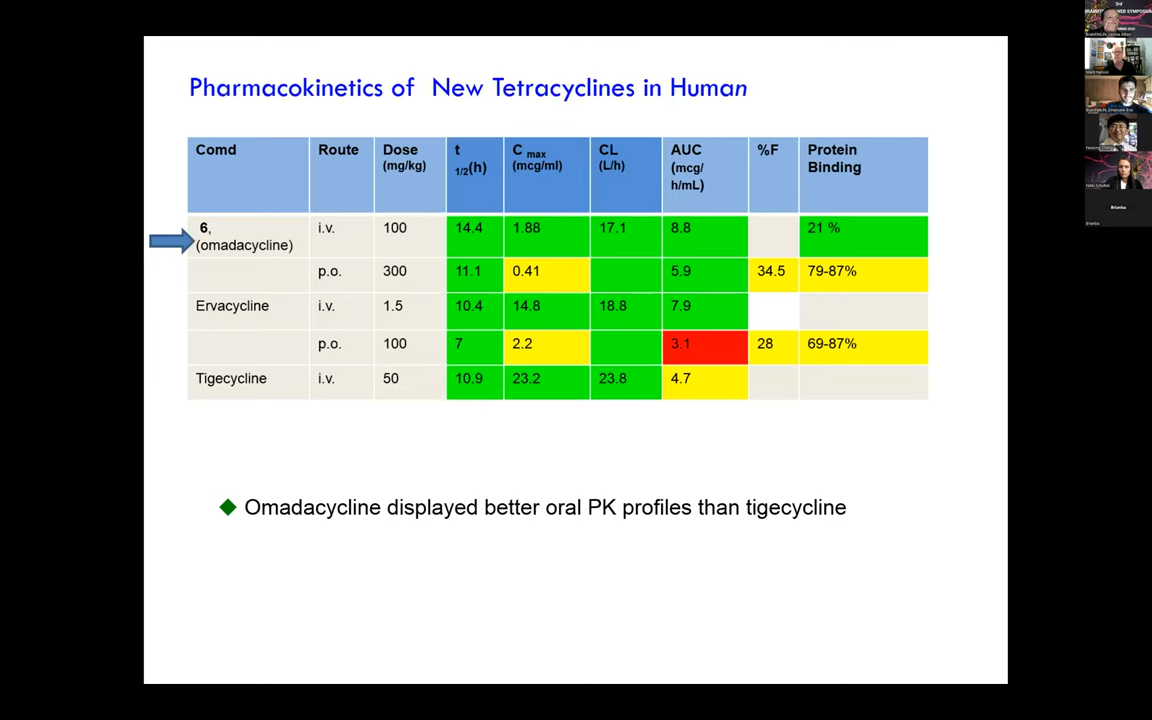 Pharmacokinetics of New Tetracyclines in Human
Comd Route Dose (mg/kg) t 1/2(h) C max (mcg/ml) CL (L/h) AUC (mcg/ h/mL) %F Protein Binding
6, (omadacycline) i.v. 100 14.4 1.88 17.1 8.8 21 %
p.o. 300 11.1 0.41 5.9 34.5 79-87%
Ervacycline i.v. 1.5 10.4 14.8 18.8 7.9
p.o. 100 7 2.2 3.1 28 69-87%
Tigecycline i.v. 50 10.9 23.2 23.8 4.7
Omadacycline displayed better oral PK profiles than tigecycline
3rd
Brianba
Brianba